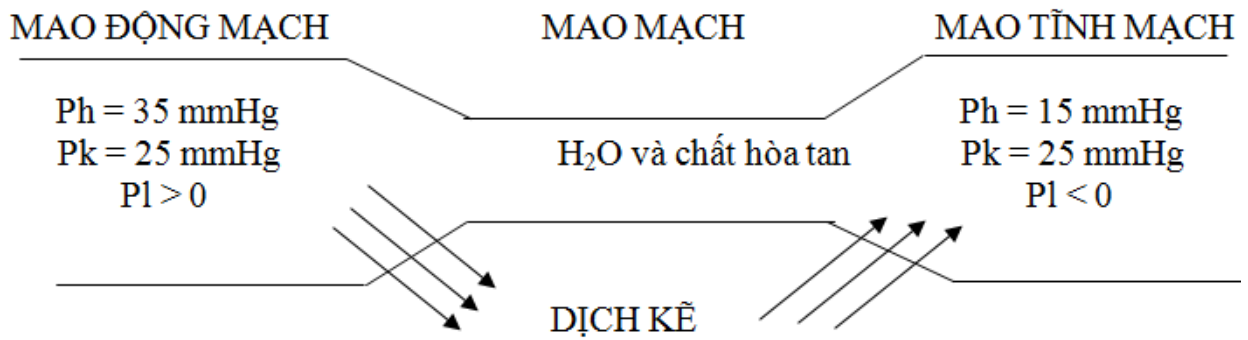 MAO ĐỘNG MẠCH
MAO MẠCH
MAO TĨNH MẠCH
Ph = 35 mmHg
Pk = 25 mmHg
Pl > 0
H₂O và chất hòa tan
Ph = 15 mmHg
Pk = 25 mmHg
Pl < 0
DỊCH KẼ